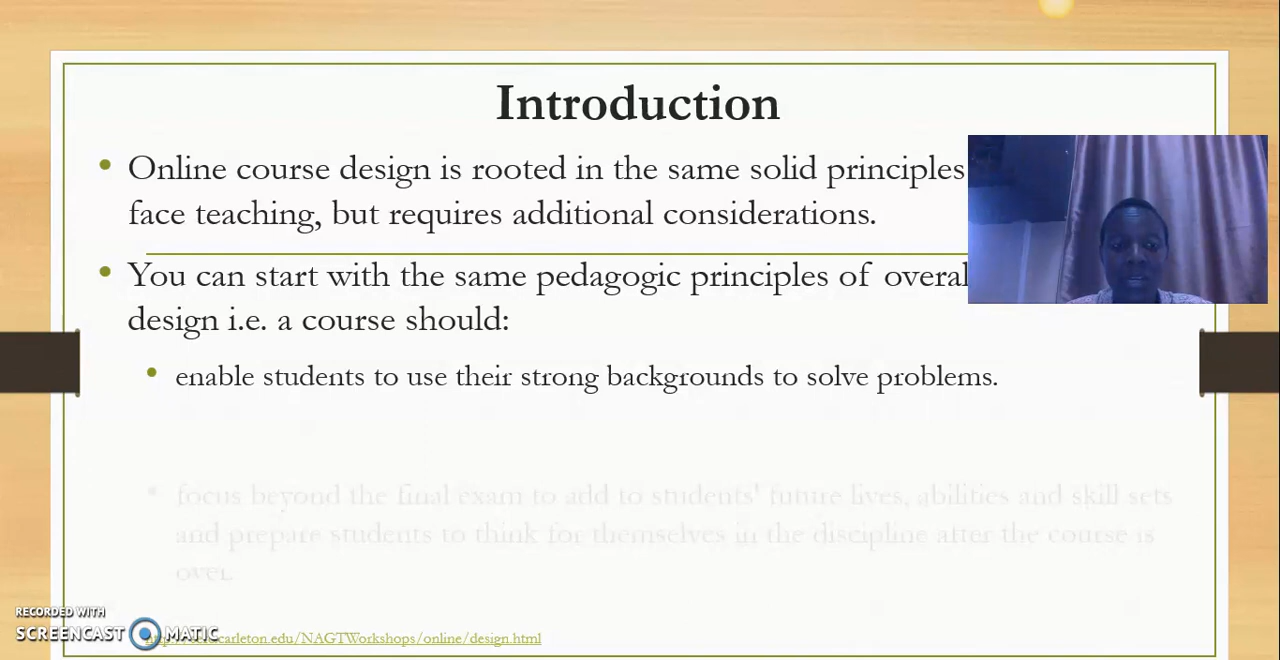 Introduction
Online course design is rooted in the same solid principles
face teaching, but requires additional considerations.
You can start with the same pedagogic principles of overal
design i.e. a course should:
enable students to use their strong backgrounds to solve problems.
focus beyond the final exam to add to students' future lives, abilities and skill sets
and prepare students to think for themselves in the discipline after the course is
over.
RECORDED WITH
SCREENCAST MATIC
carleton.edu/NAGTWorkshops/online/design.html